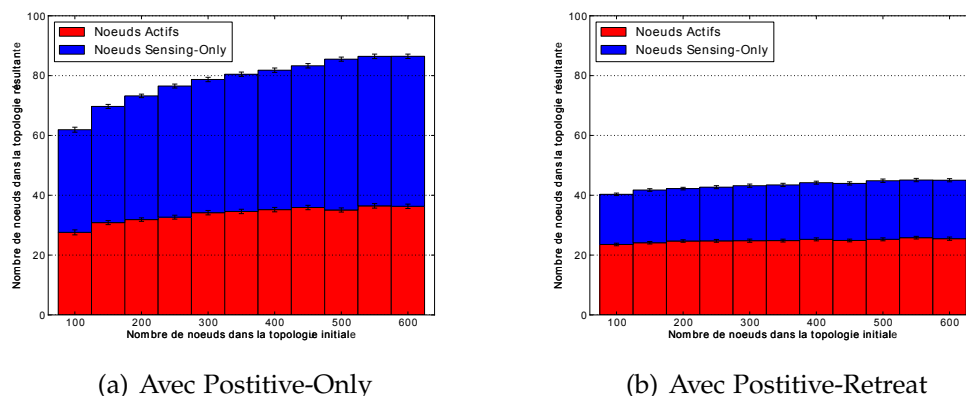 100
80
60
40
20
0
Nombre de noeuds dans la topologie résultante
Noeuds Actifs
Noeuds Sensing-Only
100 200 300 400 500 600
Nombre de noeuds dans la topologie initiale
(a) Avec Postitive-Only
100
80
60
40
20
0
Nombre de noeuds dans la topologie résultante
Noeuds Actifs
Noeuds Sensing-Only
100 200 300 400 500 600
Nombre de noeuds dans la topologie initiale
(b) Avec Postitive-Retreat